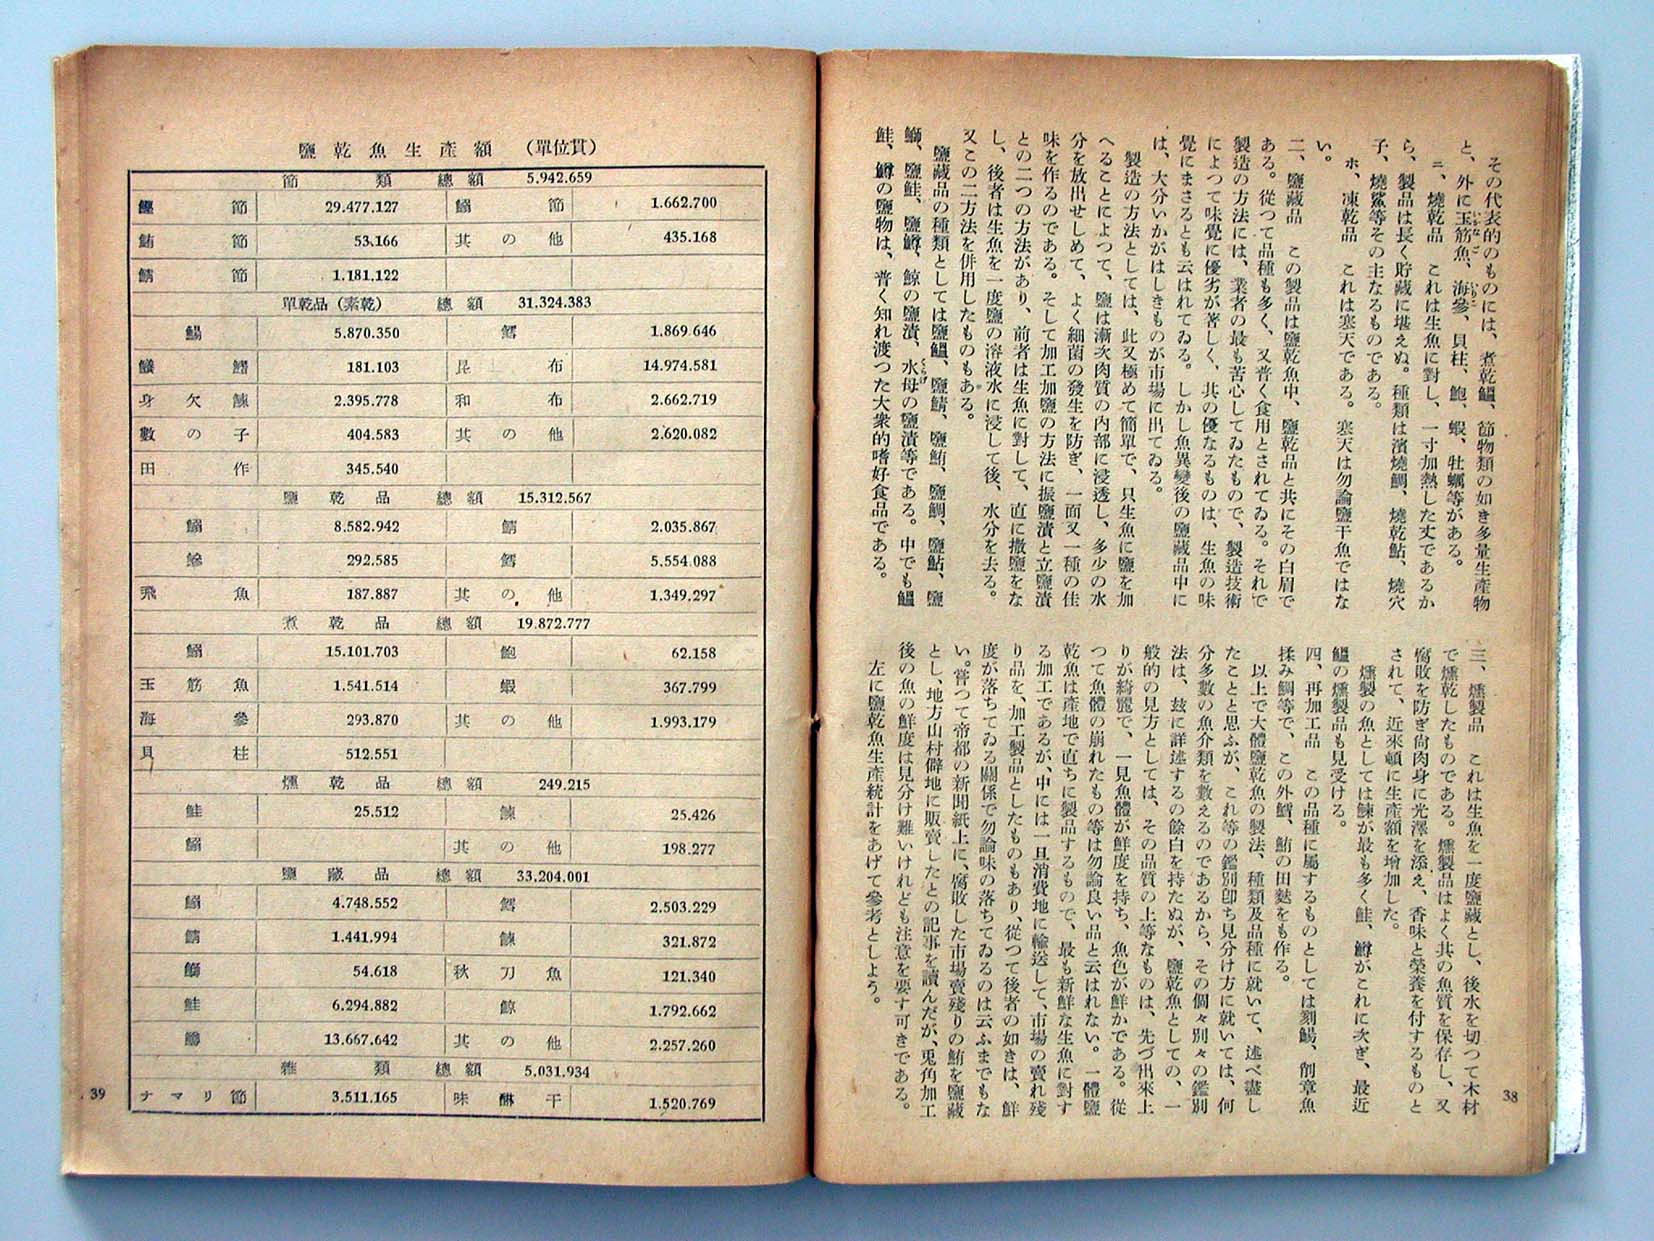 その代表的のものには、煮乾鰮、節物類の如き多量生產物
と、外に玉筋魚、海參、貝柱、鮑、蝦、牡蠣等がある。
ニ、燒乾品　これは生魚に對し、一寸加熱した丈であるか
ら、製品は長く貯藏に堪えぬ。種類は濱燒鯛、燒乾鮎、燒穴
子、燒鯊等その主なるものである。
ホ、凍乾品　これは寒天である。寒天は勿論鹽干魚ではな
い。
二、鹽藏品　この製品は鹽乾魚中、鹽乾品と共にその白眉で
ある。從つて品種も多く、又普く食用とされてゐる。それで
製造の方法には、業者の最も苦心してゐたもので、製造技術
によつて味覺に優劣が著しく、其の優なるものは、生魚の味
覺にまさるとも云はれてゐる。しかし魚異變後の鹽藏品中に
は、大分いかがはしきものが市場に出てゐる。
製造の方法としては、此又極めて簡單で、只生魚に鹽を加
へることによつて、鹽は漸次肉質の內部に浸透し、多少の水
分を放出せしめて、よく細菌の發生を防ぎ、一面又一種の佳
味を作るのである。そして加工加鹽の方法に振鹽漬と立鹽漬
との二つの方法があり、前者は生魚に對して、直に撒鹽をな
し、後者は生魚を一度鹽の溶液水に浸して後、水分を去る。
又この二方法を併用したものもある。
鹽藏品の種類としては鹽鰮、鹽鯖、鹽鮪、鹽鯛、鹽鮎、鹽
鰤、鹽鮭、鹽鱒、鯨の鹽漬、水母の鹽漬等である。中でも鰮
鮭、鱒の鹽物は、普く知れ渡つた大衆的嗜好食品である。
三、燻製品　これは生魚を一度鹽藏とし、後水を切つて木材
で燻乾したものである。燻製品はよく其の魚質を保存し、又
腐敗を防ぎ尙肉身に光澤を添え、香味と榮養を付するものと
されて、近來頓に生產額を增加した。
燻製の魚としては鰊が最も多く鮭、鱒がこれに次ぎ、最近
鰮の燻製品も見受ける。
四、再加工品　この品種に屬するものとしては刻鯣、削章魚
揉み鯛等で、この外鱈、鮪の田麩をも作る。
以上で大體鹽乾魚の製法、種類及品種に就いて、述べ盡し
たことと思ふが、これ等の鑑別卽ち見分け方に就いては、何
分多數の魚介類を數えるのであるから、その個々別々の鑑別
法は、玆に詳述するの餘白を持たぬが、鹽乾魚としての、一
般的の見方としては、その品質の上等なものは、先づ出來上
りが綺麗で、一見魚體が鮮度を持ち、魚色が鮮かである。從
つて魚體の崩れたもの等は勿論良い品と云はれない。一體鹽
乾魚は產地で直ちに製品するもので、最も新鮮な生魚に對す
る加工であるが、中には一旦消費地に輸送して、市場の賣れ殘
り品を、加工製品としたものもあり、從つて後者の如きは、鮮
度が落ちてゐる關係で勿論味の落ちてゐるのは云ふまでもな
い。嘗つて帝都の新聞紙上に、腐敗した市場賣殘りの鮪を鹽藏
とし、地方山村僻地に販賣したとの記事を讀んだが、兎角加工
後の魚の鮮度は見分け難いけれども注意を要す可きである。
左に鹽乾魚生產統計をあげて參考としよう。
38
鹽乾魚生產額（單位貫）
節類　總額　5.942.659
鰹節　29.477.127　鰮節　1.662.700
鮪節　53.166　其の他　435.168
鯖節　1.181.122
單乾品（素乾）　總額　31.324.383
鯣　5.870.350　鱈　1.869.646
鱶鰭　181.103　昆布　14.974.581
身欠鰊　2.395.778　和布　2.662.719
數の子　404.583　其の他　2.620.082
田作　345.540
鹽乾品　總額　15.312.567
鰮　8.582.942　鯖　2.035.867
鰺　292.585　鱈　5.554.088
飛魚　187.887　其の他　1.349.297
煮乾品　總額　19.872.777
鰮　15.101.703　鮑　62.158
玉筋魚　1.541.514　蝦　367.799
海參　293.870　其の他　1.993.179
貝柱　512.551
燻乾品　總額　249.215
鮭　25.512　鰊　25.426
鰮　其の他　198.277
鹽藏品　總額　33.204.001
鰮　4.748.552　鱈　2.503.229
鯖　1.441.994　鰊　321.872
鰤　54.618　秋刀魚　121.340
鮭　6.294.882　鯨　1.792.662
鱒　13.667.642　其の他　2.257.260
雜類　總額　5.031.934
ナマリ節　3.511.165　味醂干　1.520.769
39